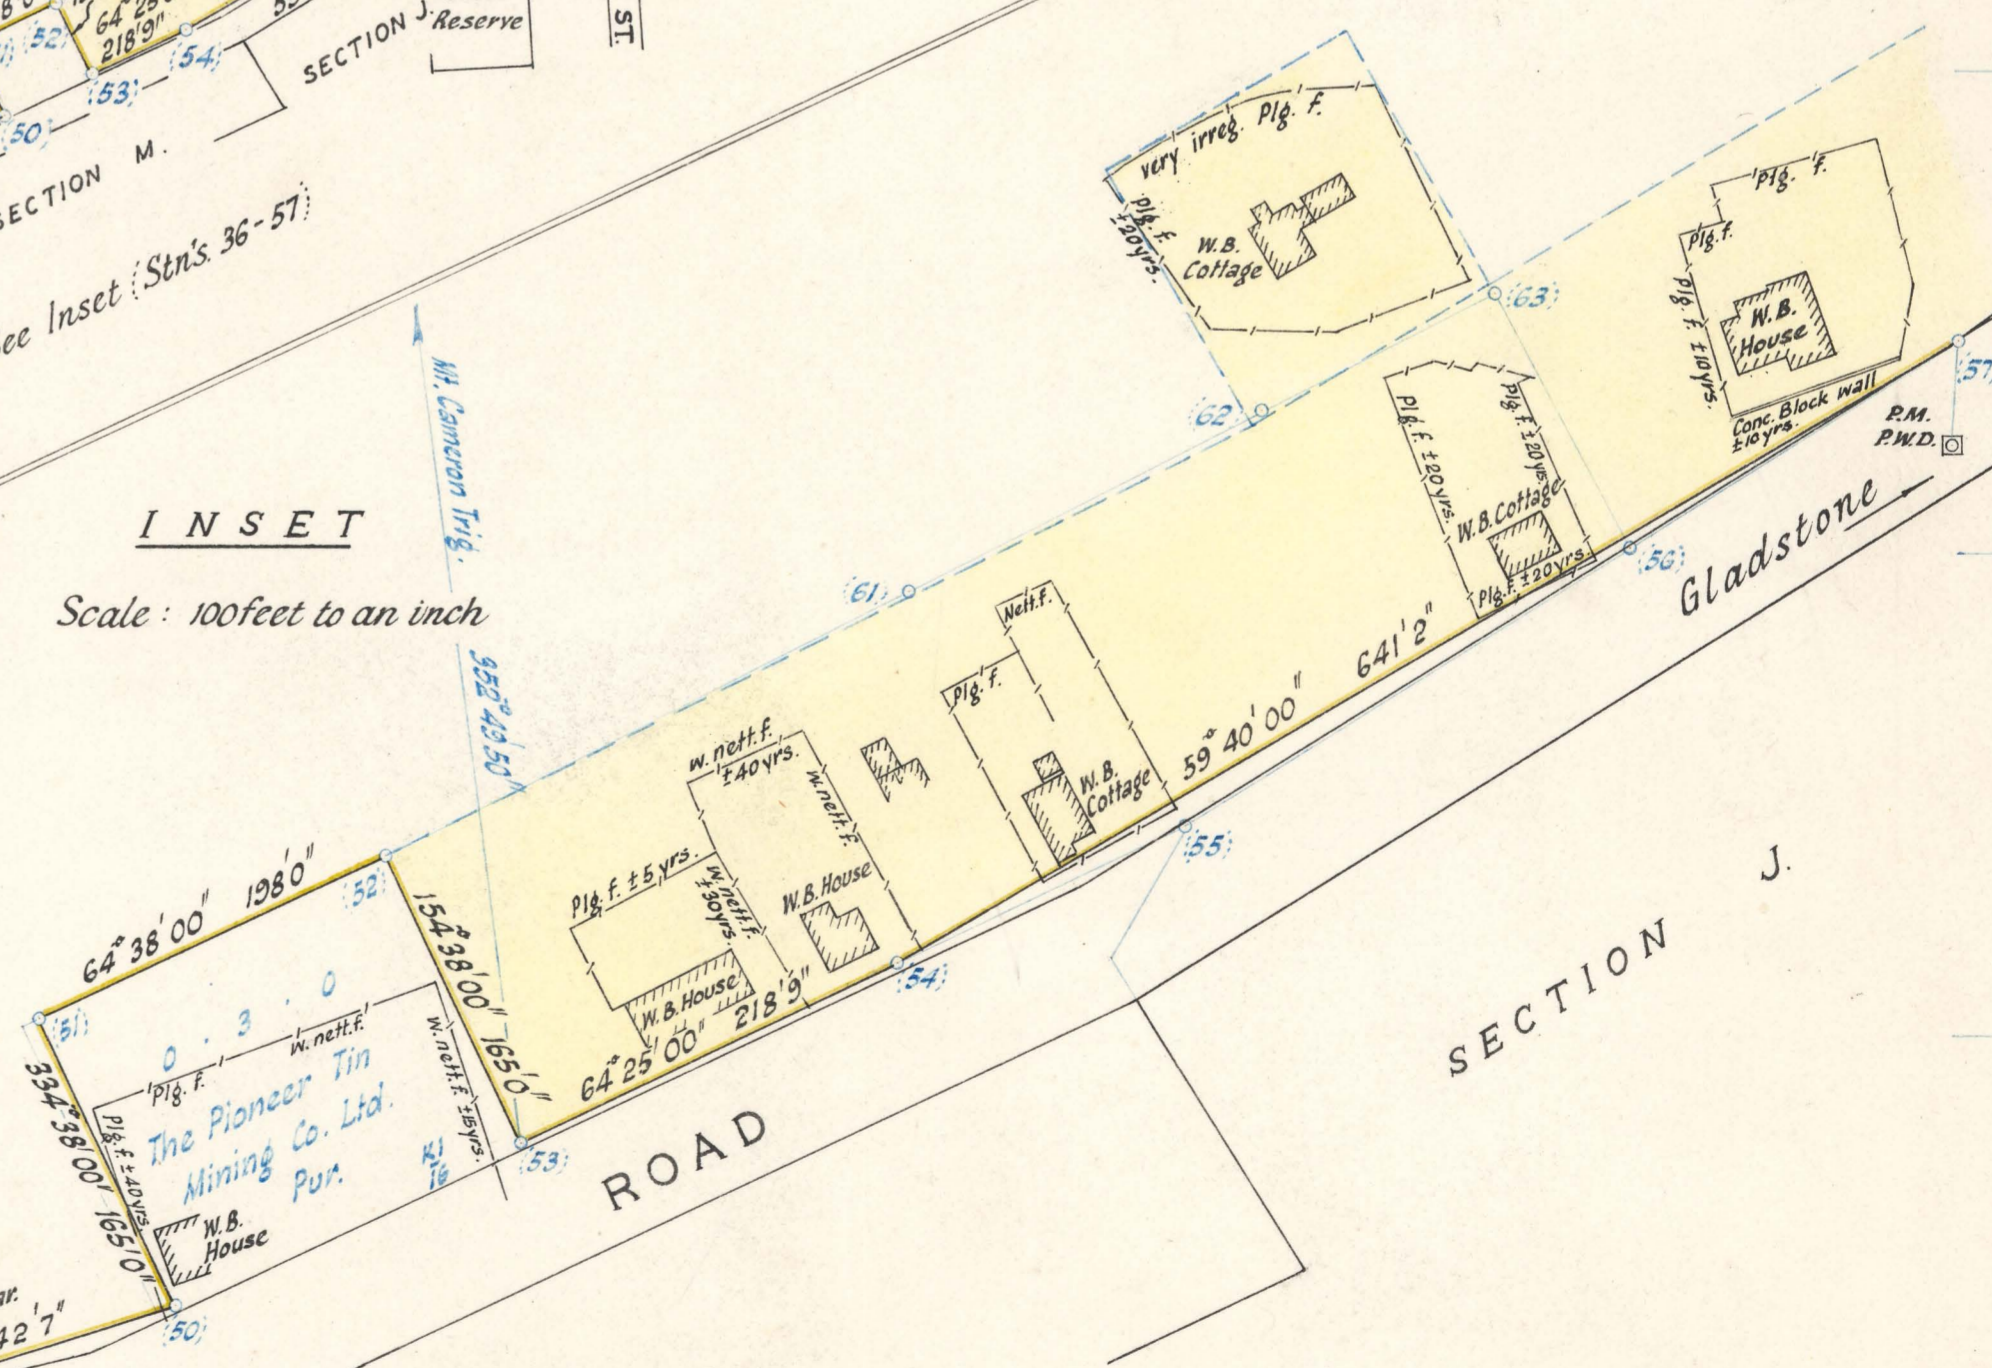 (52)
64° 25'
218'9"
(54)
(53)
(50)
SECTION J.
Reserve
ST.
SECTION M.
See Inset (Stn's. 36-57)
INSET
Scale : 100 feet to an inch
Mt. Cameron Trig.
352° 49' 50"
very irreg. Plg. f.
Plg. f.
±20yrs.
W.B.
Cottage
(63)
(62)
(61)
Plg. f.
Plg. f.
Plg. f. ±10yrs.
W.B.
House
Conc. Block wall
±10yrs.
(57)
P.M.
P.W.D.
Plg. f. ±20yrs.
Plg. f. ±20yrs.
W.B. Cottage
Plg. f. ±20yrs.
(56)
Gladstone
Nett. f.
Plg. f.
W.B.
Cottage
59° 40' 00" 641'2"
(55)
w. nett. f.
±40yrs.
w. nett. f.
Plg. f. ±5yrs.
w. nett. f.
±30yrs.
W.B. House
W.B. House
64° 25' 00" 218'9"
(54)
64° 38' 00" 198'0"
(52)
154° 38' 00" 165'0"
(51)
0 . 3 . 0
Plg. f. w. nett. f.
w. nett. f. ±15yrs.
334° 38' 00" 165'0"
Plg. f. ±40yrs.
The Pioneer Tin
Mining Co. Ltd.
Pur.
K1
16
W.B.
House
(53)
ROAD
SECTION J.
(50)
42'7"